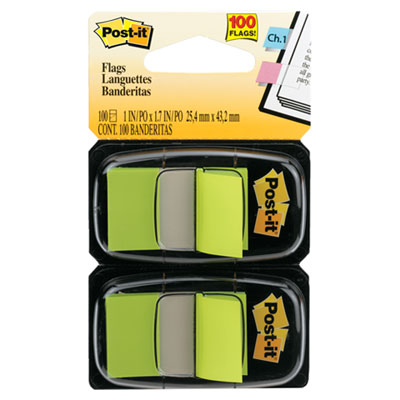 Post-it
100
FLAGS!
Ch.1
Flags
Languettes
Banderitas
100 1 IN/PO x 1.7 IN/PO 25,4 mm x 43,2 mm
CONT. 100 BANDERITAS
Post-it
Post-it